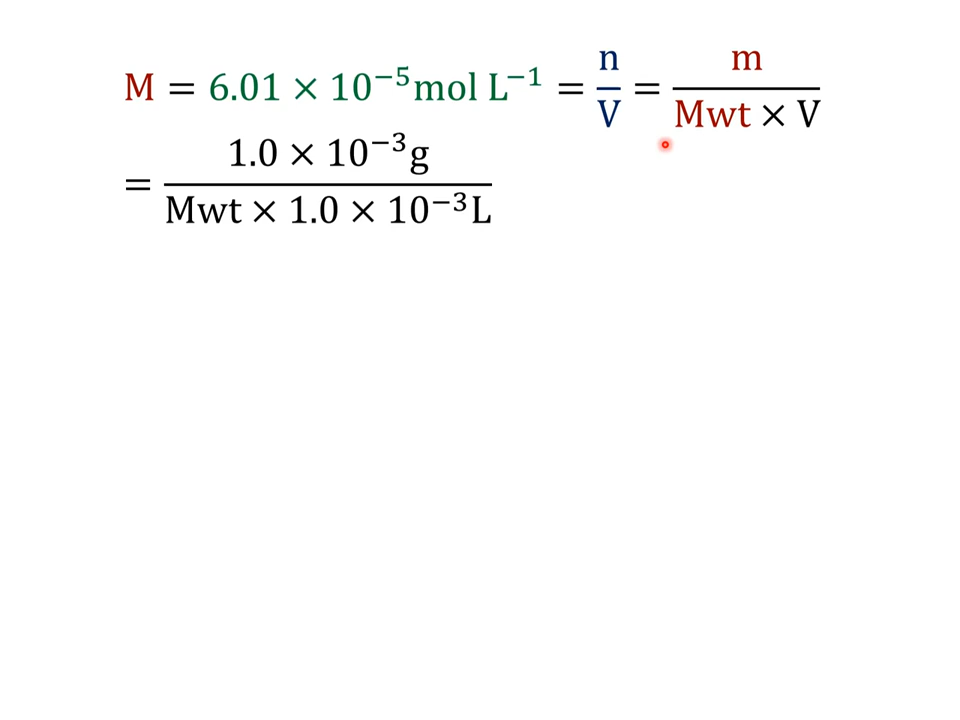 M = 6.01 × 10⁻⁵mol L⁻¹ = n/V = m/(Mwt × V)
= (1.0 × 10⁻³g)/(Mwt × 1.0 × 10⁻³L)